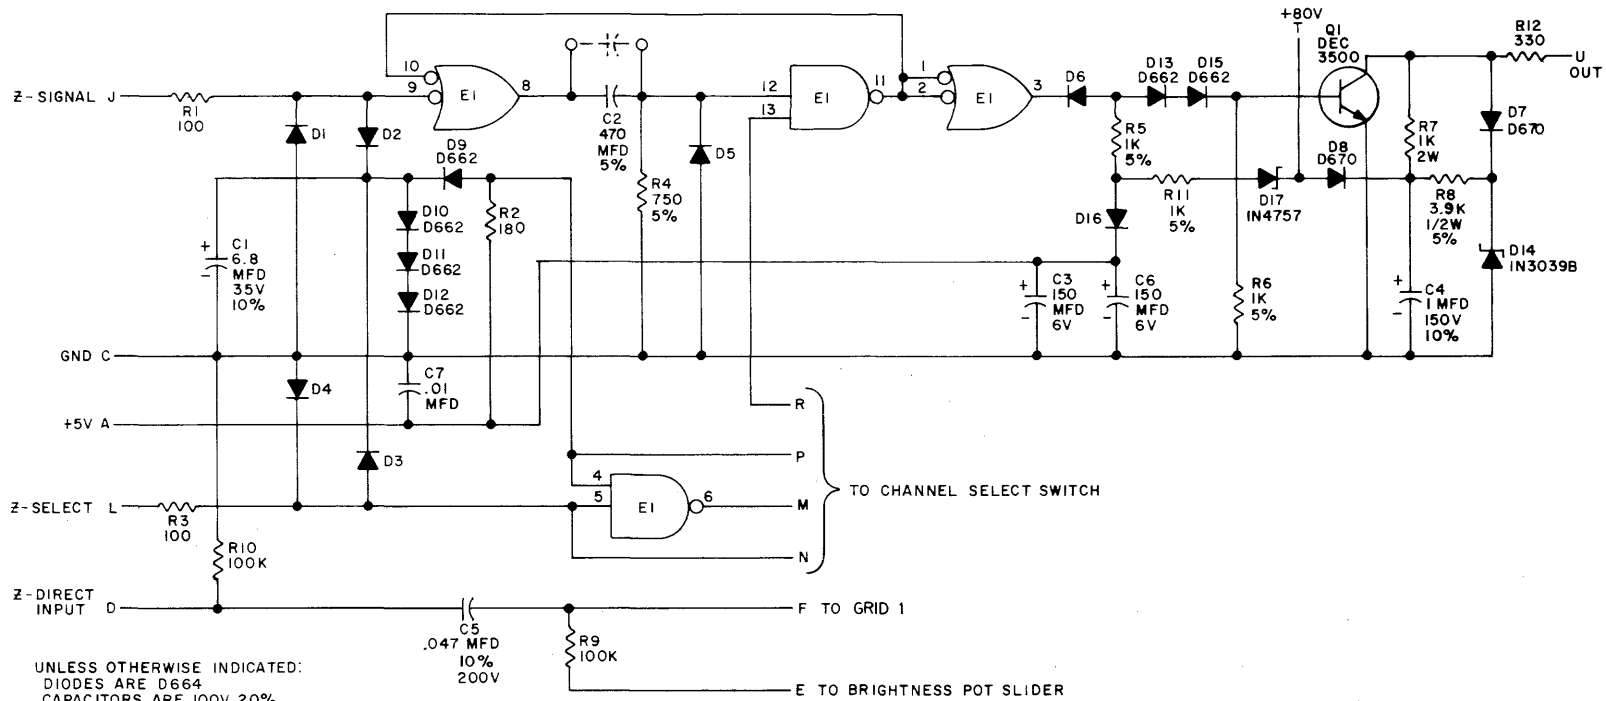 +80V
T
Q1
DEC
3500
R12
330
U
OUT
10
9
E1
8
C2
470
MFD
5%
12
13
E1
11
1
2
E1
3
D6
D13
D662
D15
D662
Z-SIGNAL J
R1
100
D1
D2
D9
D662
R4
750
5%
D5
R5
1K
5%
R7
1K
2W
D7
D670
D8
D670
R11
1K
5%
D17
IN4757
R8
3.9K
1/2W
5%
D14
IN3039B
D10
D662
D11
D662
D12
D662
R2
180
D16
+
C1
6.8
MFD
35V
10%
-
+
C3
150
MFD
6V
-
+
C6
150
MFD
6V
-
R6
1K
5%
+
C4
1 MFD
150V
10%
-
GND C
D4
C7
.01
MFD
+5V A
D3
R
P
M
N
TO CHANNEL SELECT SWITCH
4
5
E1
6
Z-SELECT L
R3
100
R10
100K
Z-DIRECT
INPUT D
C5
.047 MFD
10%
200V
R9
100K
F TO GRID 1
E TO BRIGHTNESS POT SLIDER
UNLESS OTHERWISE INDICATED:
DIODES ARE D664
CAPACITORS ARE 100V, 20%